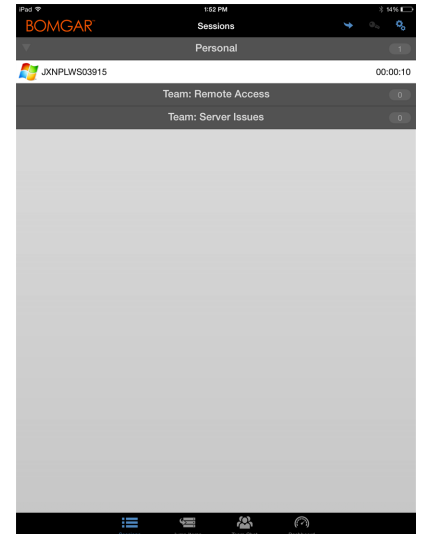 iPad 1:52 PM 14%
BOMGAR Sessions
Personal 1
JXNPLWS03915 00:00:10
Team: Remote Access 0
Team: Server Issues 0